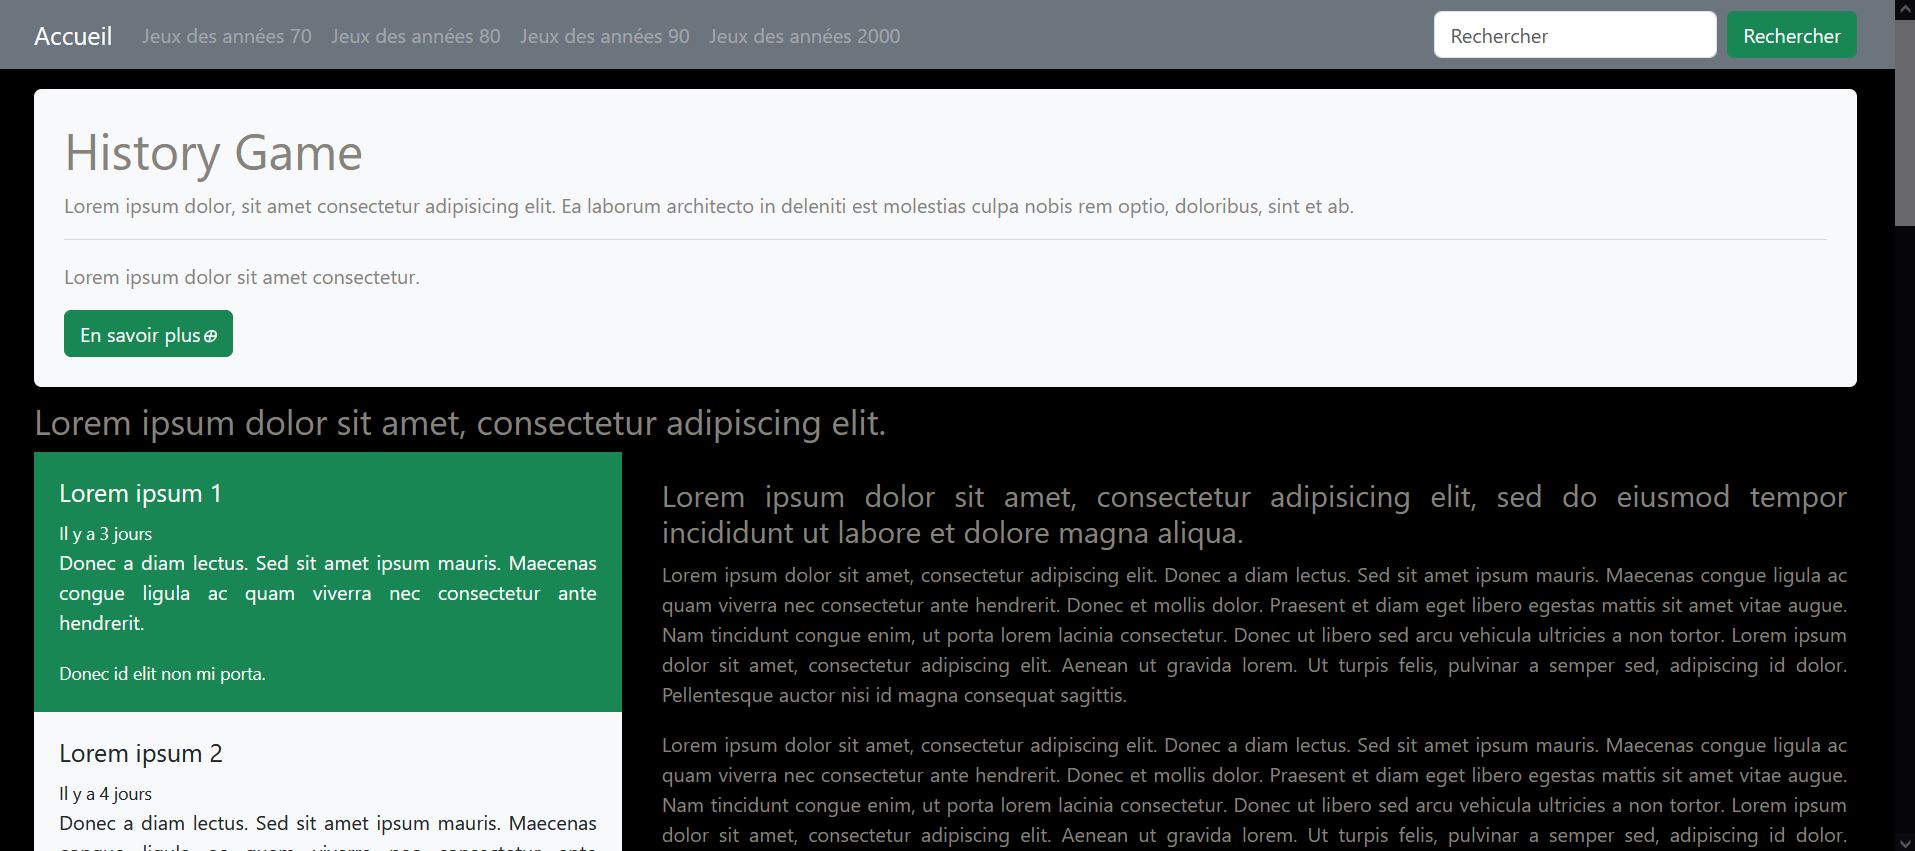 Accueil Jeux des années 70 Jeux des années 80 Jeux des années 90 Jeux des années 2000 Rechercher Rechercher
History Game
Lorem ipsum dolor, sit amet consectetur adipisicing elit. Ea laborum architecto in deleniti est molestias culpa nobis rem optio, doloribus, sint et ab.
Lorem ipsum dolor sit amet consectetur.
En savoir plus⊕
Lorem ipsum dolor sit amet, consectetur adipiscing elit.
Lorem ipsum 1
Il y a 3 jours
Donec a diam lectus. Sed sit amet ipsum mauris. Maecenas
congue ligula ac quam viverra nec consectetur ante
hendrerit.
Donec id elit non mi porta.
Lorem ipsum 2
Il y a 4 jours
Donec a diam lectus. Sed sit amet ipsum mauris. Maecenas
congue ligula ac quam viverra nec consectetur ante
Lorem ipsum dolor sit amet, consectetur adipisicing elit, sed do eiusmod tempor
incididunt ut labore et dolore magna aliqua.
Lorem ipsum dolor sit amet, consectetur adipiscing elit. Donec a diam lectus. Sed sit amet ipsum mauris. Maecenas congue ligula ac
quam viverra nec consectetur ante hendrerit. Donec et mollis dolor. Praesent et diam eget libero egestas mattis sit amet vitae augue.
Nam tincidunt congue enim, ut porta lorem lacinia consectetur. Donec ut libero sed arcu vehicula ultricies a non tortor. Lorem ipsum
dolor sit amet, consectetur adipiscing elit. Aenean ut gravida lorem. Ut turpis felis, pulvinar a semper sed, adipiscing id dolor.
Pellentesque auctor nisi id magna consequat sagittis.
Lorem ipsum dolor sit amet, consectetur adipiscing elit. Donec a diam lectus. Sed sit amet ipsum mauris. Maecenas congue ligula ac
quam viverra nec consectetur ante hendrerit. Donec et mollis dolor. Praesent et diam eget libero egestas mattis sit amet vitae augue.
Nam tincidunt congue enim, ut porta lorem lacinia consectetur. Donec ut libero sed arcu vehicula ultricies a non tortor. Lorem ipsum
dolor sit amet, consectetur adipiscing elit. Aenean ut gravida lorem. Ut turpis felis, pulvinar a semper sed, adipiscing id dolor.